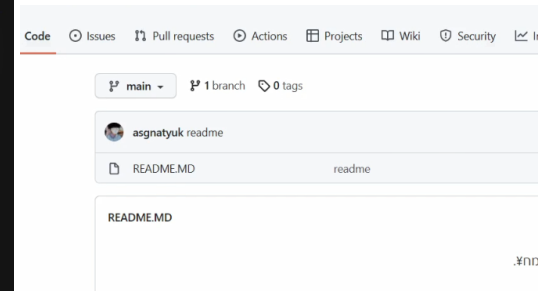 Code Issues Pull requests Actions Projects Wiki Security
main 1 branch 0 tags
asgnatyuk readme
README.MD readme
README.MD